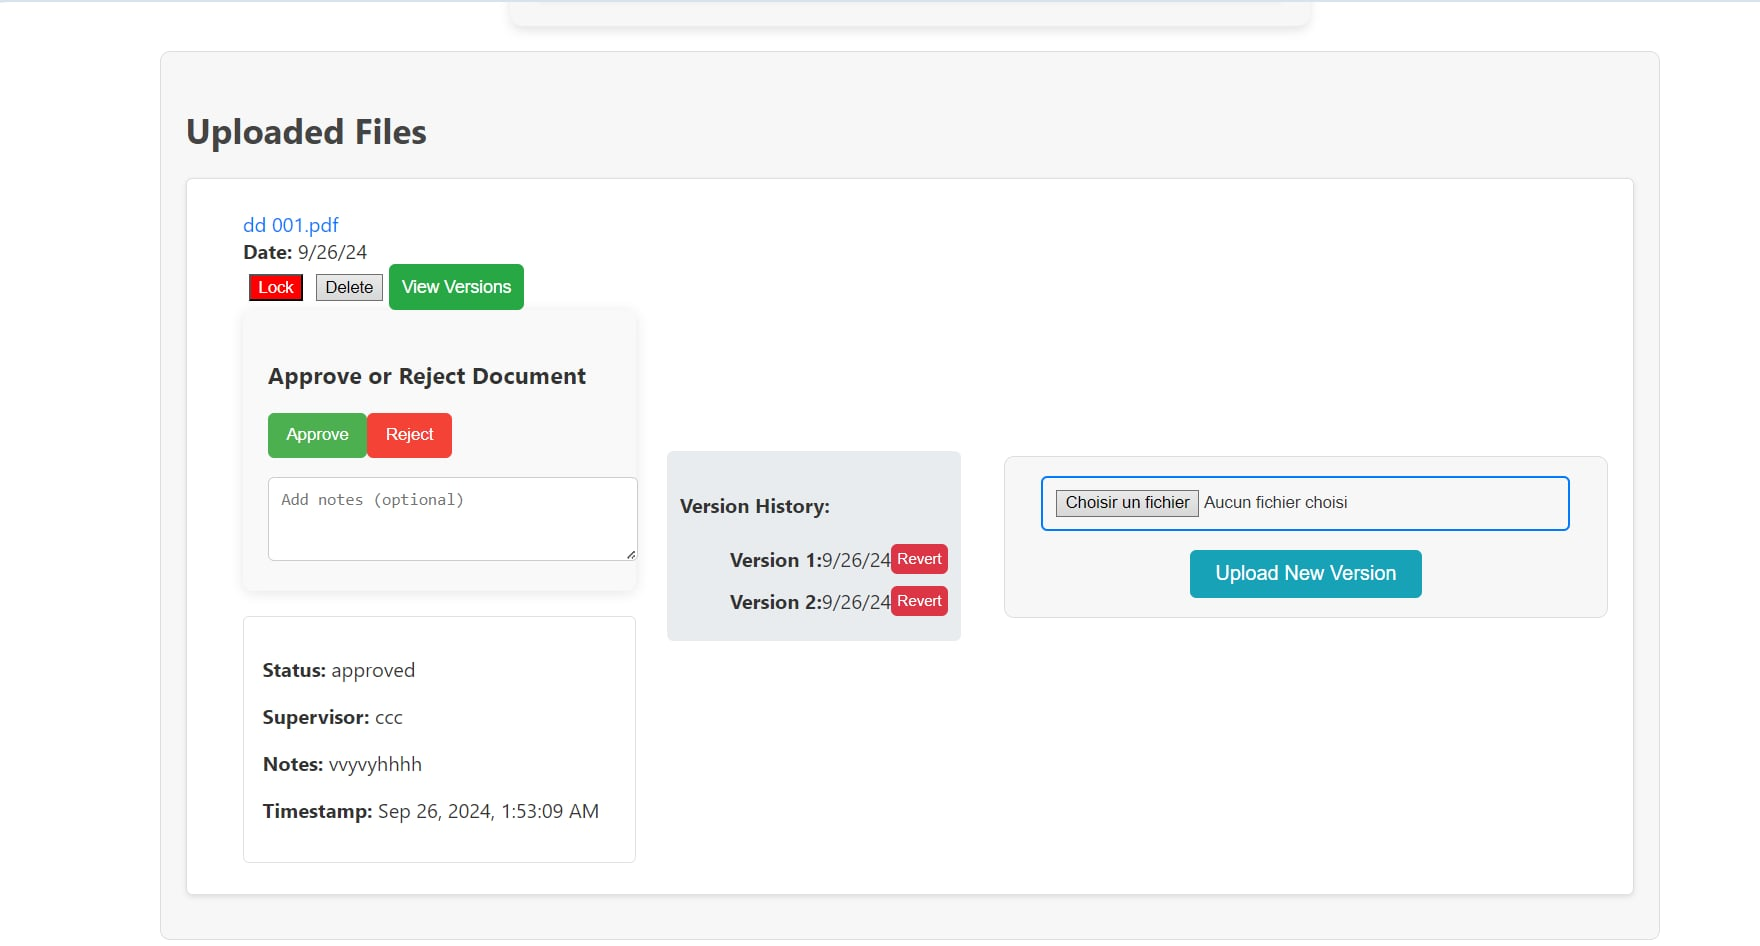 Uploaded Files
dd 001.pdf
Date: 9/26/24
Lock Delete View Versions
Approve or Reject Document
Approve Reject
Add notes (optional)
Status: approved
Supervisor: ccc
Notes: vvyvyhhhh
Timestamp: Sep 26, 2024, 1:53:09 AM
Version History:
Version 1:9/26/24 Revert
Version 2:9/26/24 Revert
Choisir un fichier Aucun fichier choisi
Upload New Version